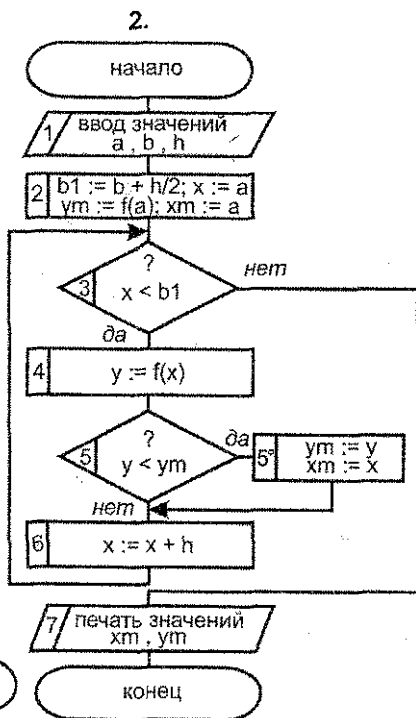 2.
начало
1 ввод значений
a , b , h
2 b1 := b + h/2; x := a
ym := f(a); xm := a
?
нет
3 x < b1
да
4 y := f(x)
?
да
5 y < ym
5* ym := y
xm := x
нет
6 x := x + h
7 печать значений
xm , ym
конец